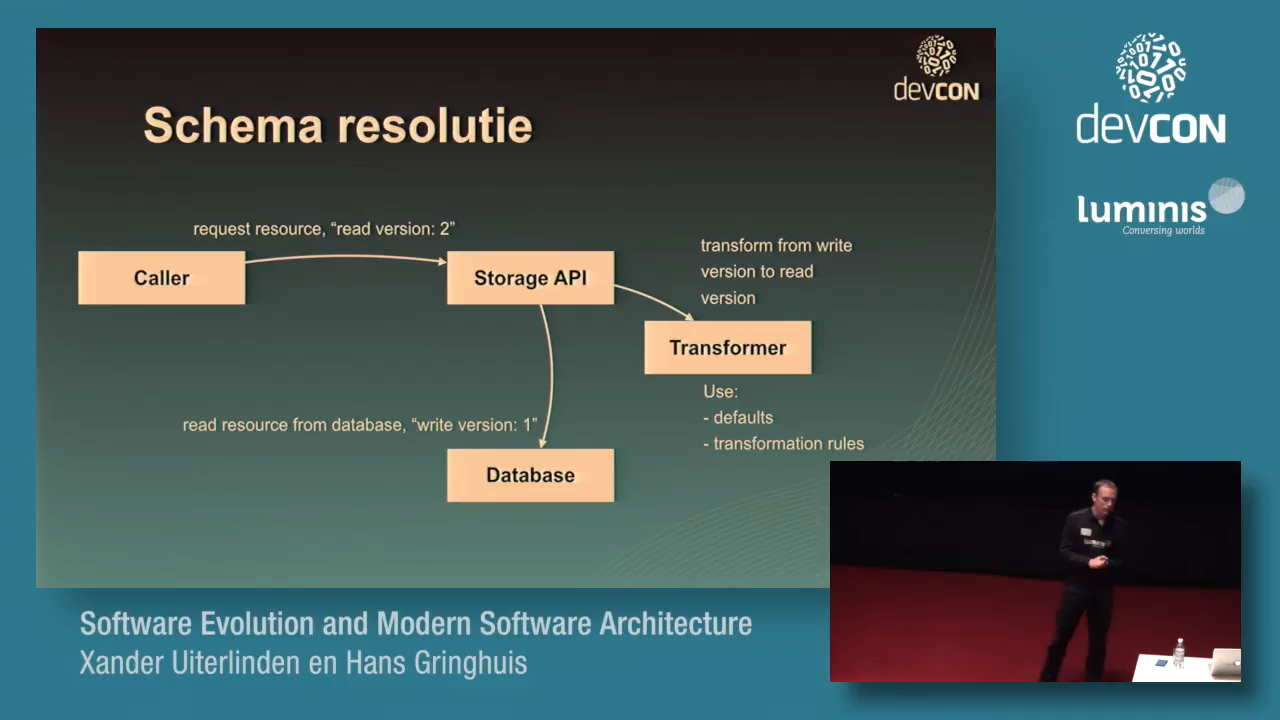 devCON
Schema resolutie
request resource, “read version: 2”
Caller
Storage API
transform from write
version to read
version
Transformer
Use:
- defaults
- transformation rules
read resource from database, “write version: 1”
Database
devCON
luminis
Conversing worlds
Software Evolution and Modern Software Architecture
Xander Uiterlinden en Hans Gringhuis